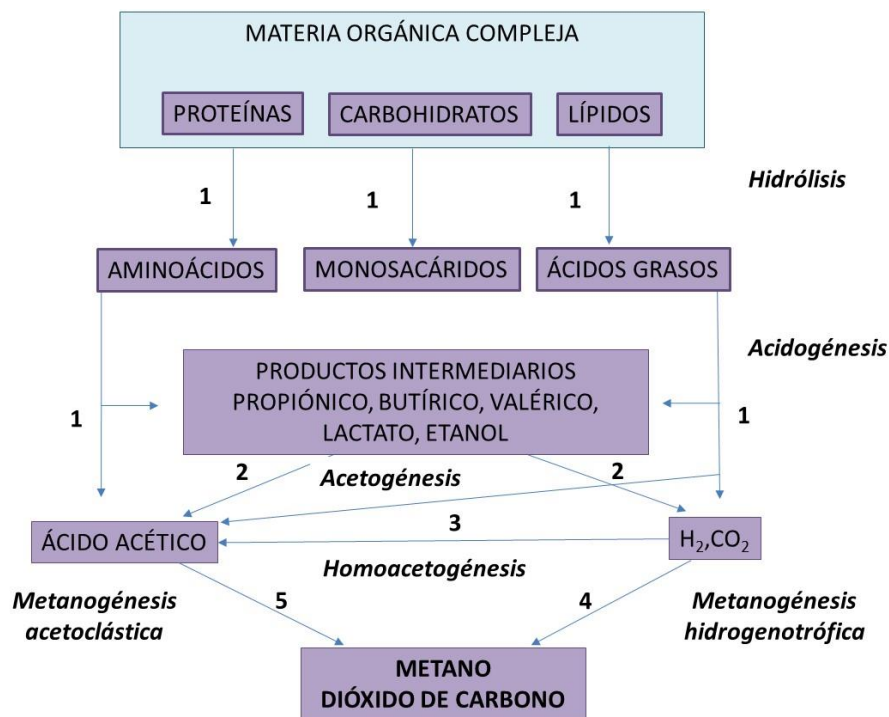 MATERIA ORGÁNICA COMPLEJA
PROTEÍNAS
CARBOHIDRATOS
LÍPIDOS
1
1
1
Hidrólisis
AMINOÁCIDOS
MONOSACÁRIDOS
ÁCIDOS GRASOS
Acidogénesis
PRODUCTOS INTERMEDIARIOS
PROPIÓNICO, BUTÍRICO, VALÉRICO,
LACTATO, ETANOL
1
1
2
Acetogénesis
2
3
ÁCIDO ACÉTICO
H₂,CO₂
Homoacetogénesis
Metanogénesis
acetoclástica
5
4
Metanogénesis
hidrogenotrófica
METANO
DIÓXIDO DE CARBONO